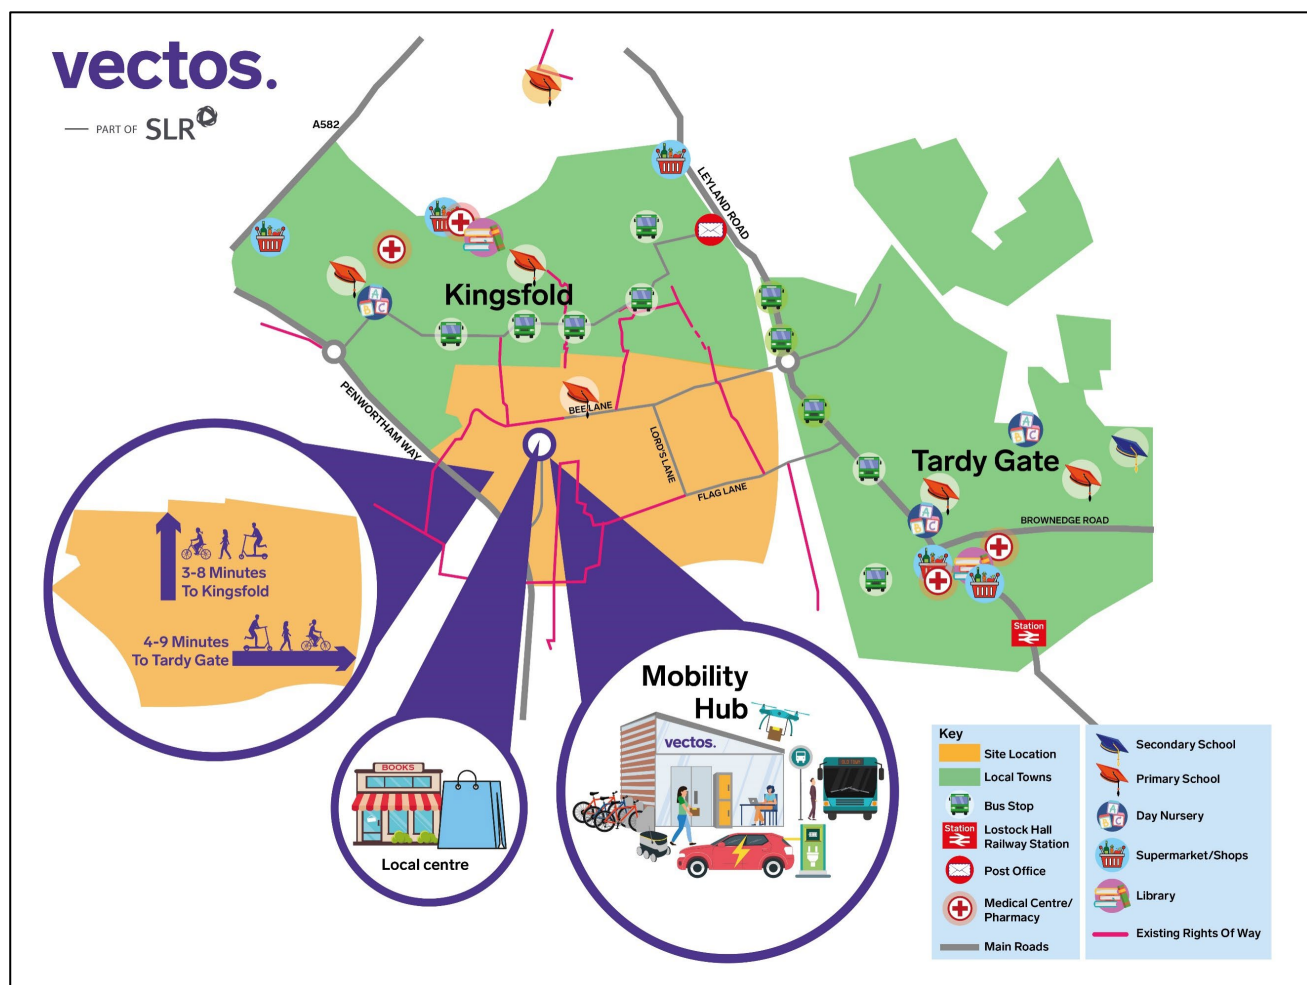 vectos.
PART OF SLR
A582
LEYLAND ROAD
Kingsfold
PENWORTHAM WAY
BEE LANE
LORD'S LANE
FLAG LANE
Tardy Gate
BROWNEDGE ROAD
Station
3-8 Minutes
To Kingsfold
4-9 Minutes
To Tardy Gate
BOOKS
Local centre
Mobility
Hub
vectos.
Key
Site Location
Local Towns
Bus Stop
Station
Lostock Hall
Railway Station
Post Office
Medical Centre/
Pharmacy
Main Roads
Secondary School
Primary School
Day Nursery
Supermarket/Shops
Library
Existing Rights Of Way